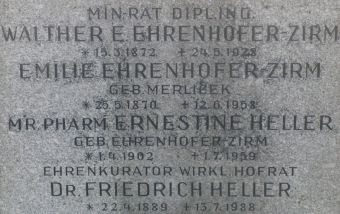 MIN-RAT DIPLING.
WALTHER E. EHRENHOFER-ZIRM
* 15.3.1872 + 24.5.1928
EMILIE EHRENHOFER-ZIRM
GEB. MERLICEK
* 25.5.1870 + 12.6.1958
MR. PHARM. ERNESTINE HELLER
GEB. EHRENHOFER-ZIRM
* 1.4.1902 + 1.7.1959
EHRENKURATOR WIRKL HOFRAT
DR. FRIEDRICH HELLER
* 22.4.1889 + 13.7.1988